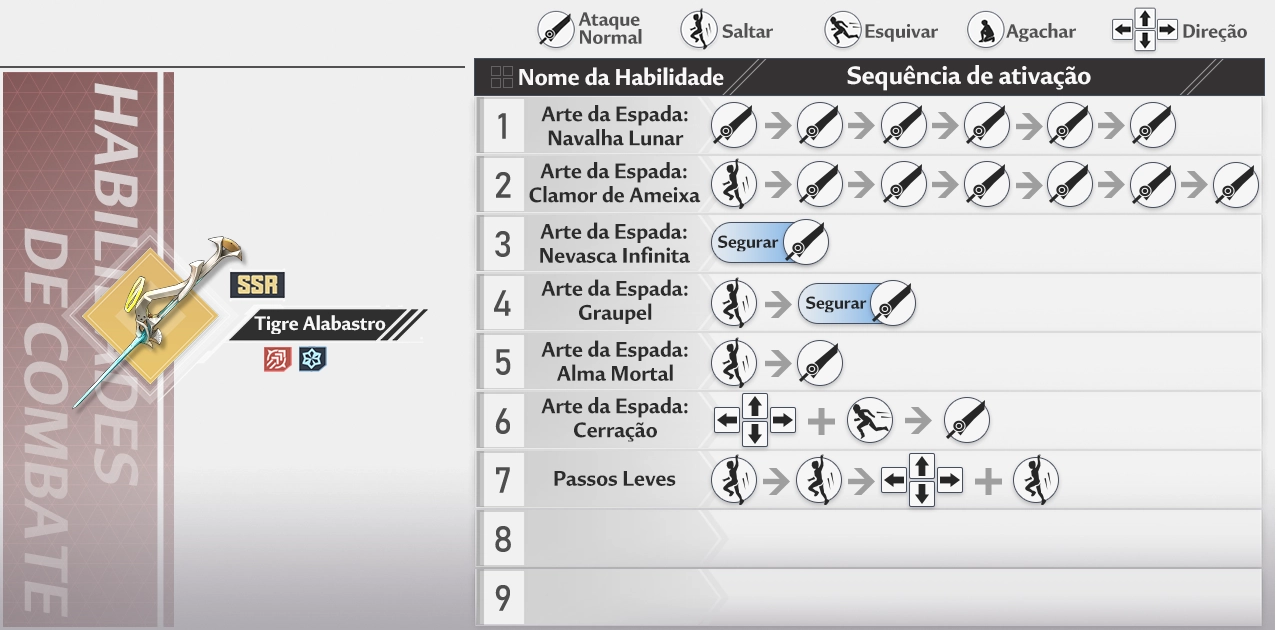 Ataque
Normal
Saltar
Esquivar
Agachar
Direção
HABILIDADES
DE COMBATE
SSR
Tigre Alabastro
Nome da Habilidade
Sequência de ativação
1
Arte da Espada:
Navalha Lunar
2
Arte da Espada:
Clamor de Ameixa
3
Arte da Espada:
Nevasca Infinita
Segurar
4
Arte da Espada:
Graupel
Segurar
5
Arte da Espada:
Alma Mortal
6
Arte da Espada:
Cerração
7
Passos Leves
8
9